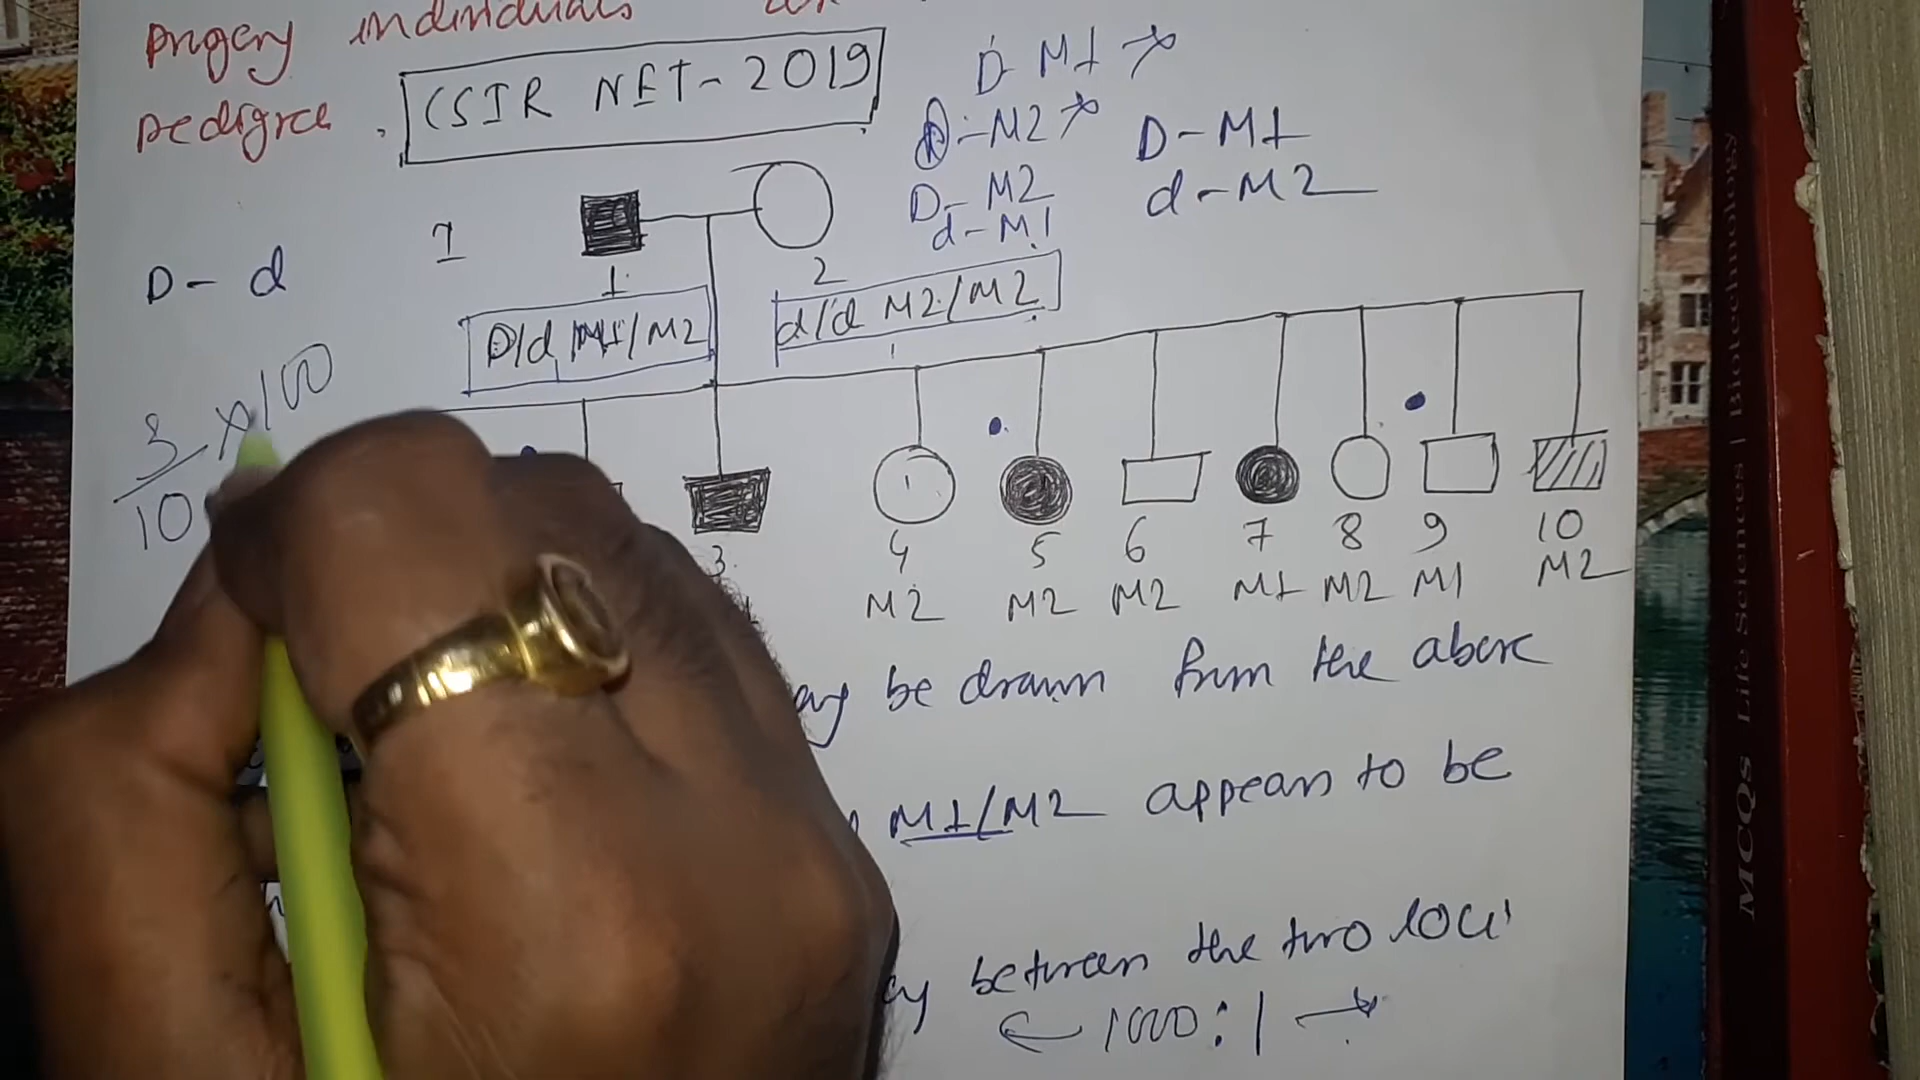 Progeny individuals
pedigree. CSIR NET- 2019
D M1
D - M2
D - M2
d - M1
D - M1
d - M2
I
D - d
1 2
D/d M1/M2
d/d M2/M2
3/10 x100
3 4 5 6 7 8 9 10
M2 M2 M2 M1 M2 M1 M2
be drawn from the above
M1/M2 appears to be
between the two loci
1000:1
MCQs Life Sciences | Biotechnology